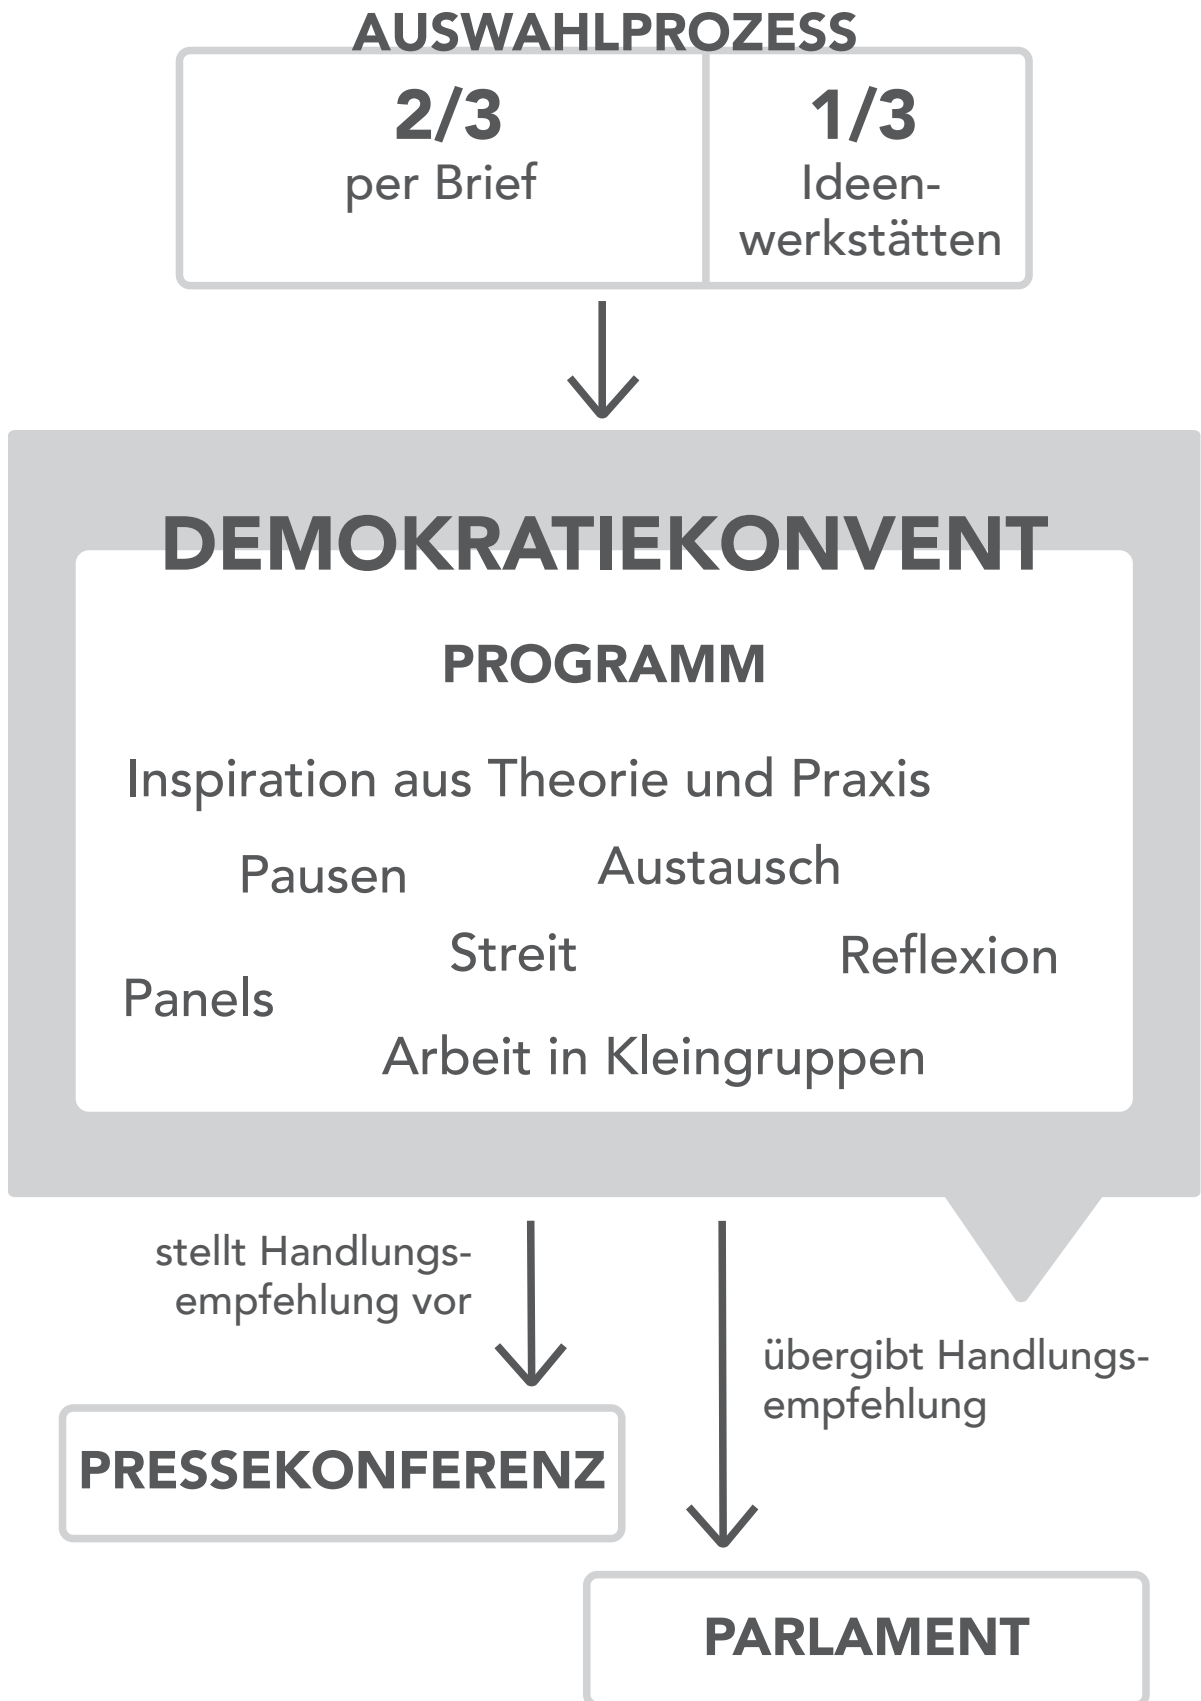 AUSWAHLPROZESS
2/3
per Brief
1/3
Ideen-
werkstätten
DEMOKRATIEKONVENT
PROGRAMM
Inspiration aus Theorie und Praxis
Pausen
Austausch
Streit
Reflexion
Panels
Arbeit in Kleingruppen
stellt Handlungs-
empfehlung vor
übergibt Handlungs-
empfehlung
PRESSEKONFERENZ
PARLAMENT